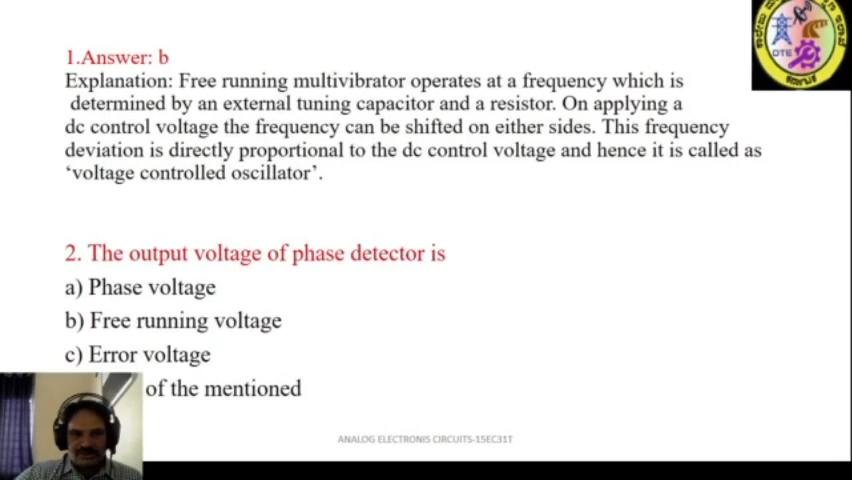 1.Answer: b
Explanation: Free running multivibrator operates at a frequency which is
determined by an external tuning capacitor and a resistor. On applying a
dc control voltage the frequency can be shifted on either sides. This frequency
deviation is directly proportional to the dc control voltage and hence it is called as
‘voltage controlled oscillator’.
2. The output voltage of phase detector is
a) Phase voltage
b) Free running voltage
c) Error voltage
of the mentioned
ANALOG ELECTRONIS CIRCUITS-15EC31T
DTE